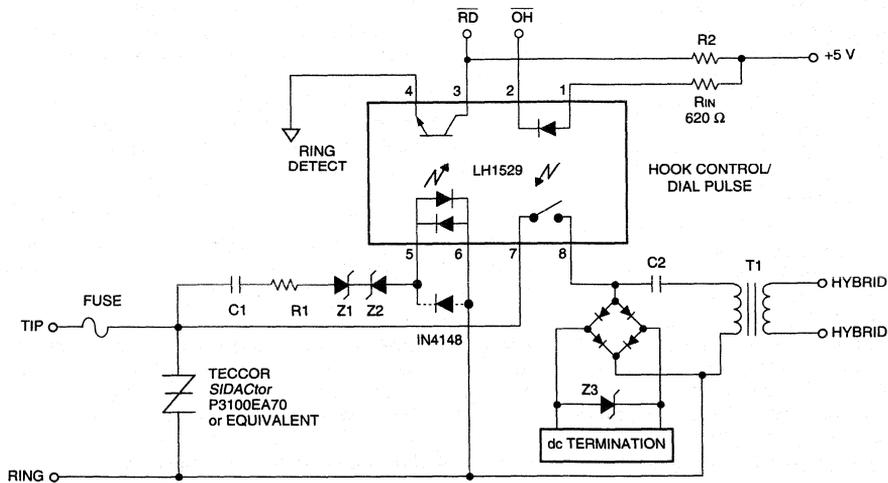 RD
OH
R2
+5 V
4
3
2
1
RIN
620 Ω
RING
DETECT
LH1529
HOOK CONTROL/
DIAL PULSE
5
6
7
8
C2
T1
HYBRID
HYBRID
FUSE
C1
R1
Z1
Z2
TIP
IN4148
TECCOR
SIDACtor
P3100EA70
or EQUIVALENT
Z3
dc TERMINATION
RING